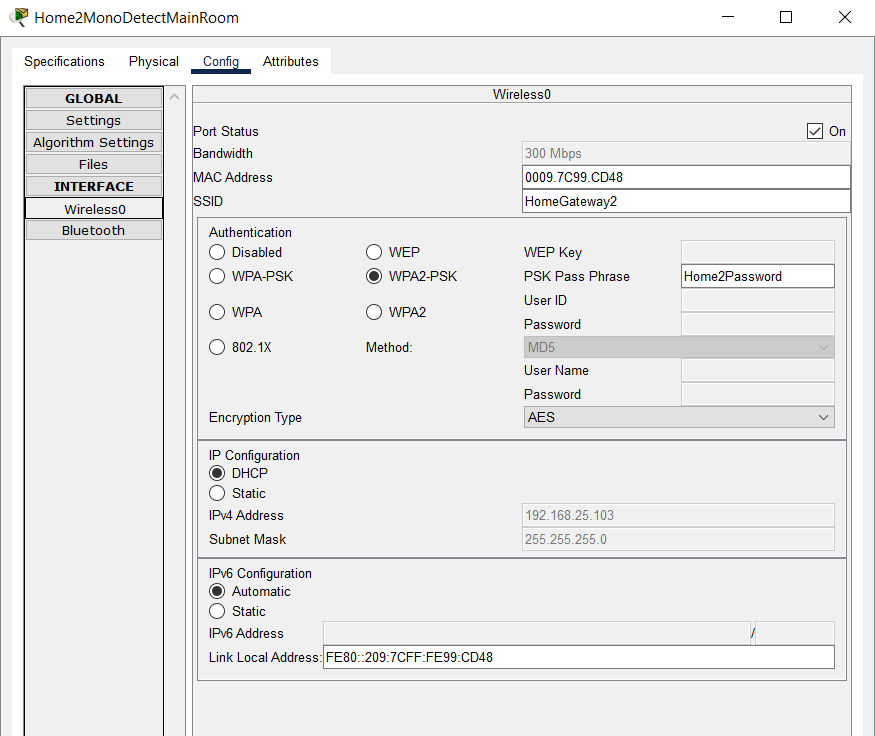 Home2MonoDetectMainRoom
Specifications Physical Config Attributes
GLOBAL
Settings
Algorithm Settings
Files
INTERFACE
Wireless0
Bluetooth
Wireless0
Port Status On
Bandwidth 300 Mbps
MAC Address 0009.7C99.CD48
SSID HomeGateway2
Authentication
Disabled WEP WEP Key
WPA-PSK WPA2-PSK PSK Pass Phrase Home2Password
User ID
WPA WPA2
Password
802.1X Method: MD5
User Name
Password
Encryption Type AES
IP Configuration
DHCP
Static
IPv4 Address 192.168.25.103
Subnet Mask 255.255.255.0
IPv6 Configuration
Automatic
Static
IPv6 Address /
Link Local Address: FE80::209:7CFF:FE99:CD48